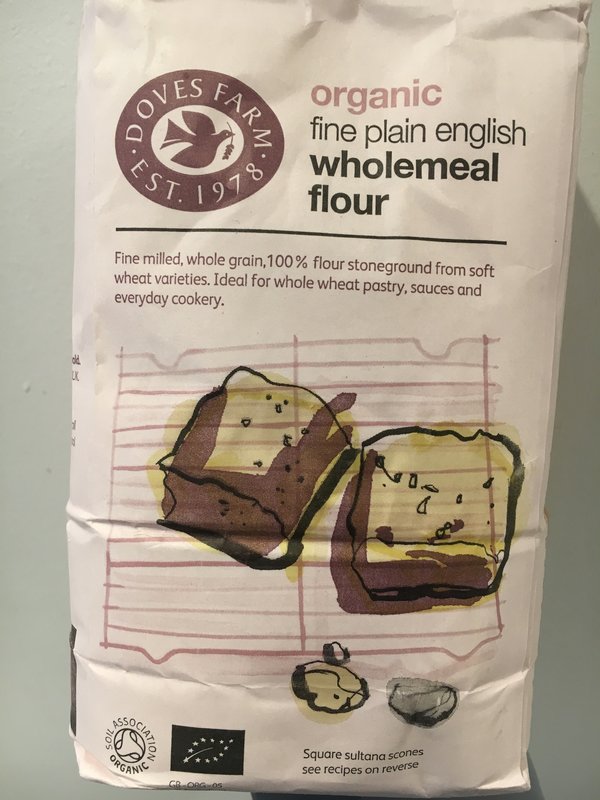 DOVES FARM
· EST. 1978 ·
organic
fine plain english
wholemeal
flour
Fine milled, whole grain,100% flour stoneground from soft
wheat varieties. Ideal for whole wheat pastry, sauces and
everyday cookery.
SOIL ASSOCIATION
ORGANIC
GB-ORG-05
Square sultana scones
see recipes on reverse